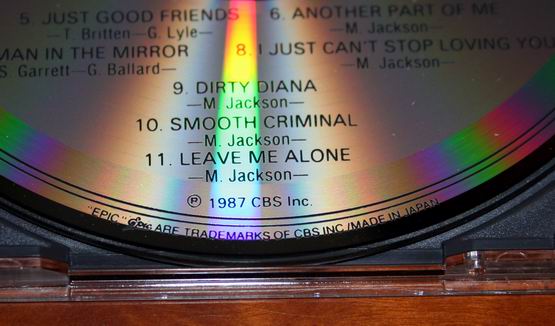 5. JUST GOOD FRIENDS 6. ANOTHER PART OF ME
—T. Britten—G. Lyle— —M. Jackson—
MAN IN THE MIRROR 8. I JUST CAN'T STOP LOVING YOU
S. Garrett—G. Ballard— —M. Jackson—
9. DIRTY DIANA
—M. Jackson—
10. SMOOTH CRIMINAL
—M. Jackson—
11. LEAVE ME ALONE
—M. Jackson—
℗ 1987 CBS Inc.
"EPIC" Epic ARE TRADEMARKS OF CBS INC./MADE IN JAPAN